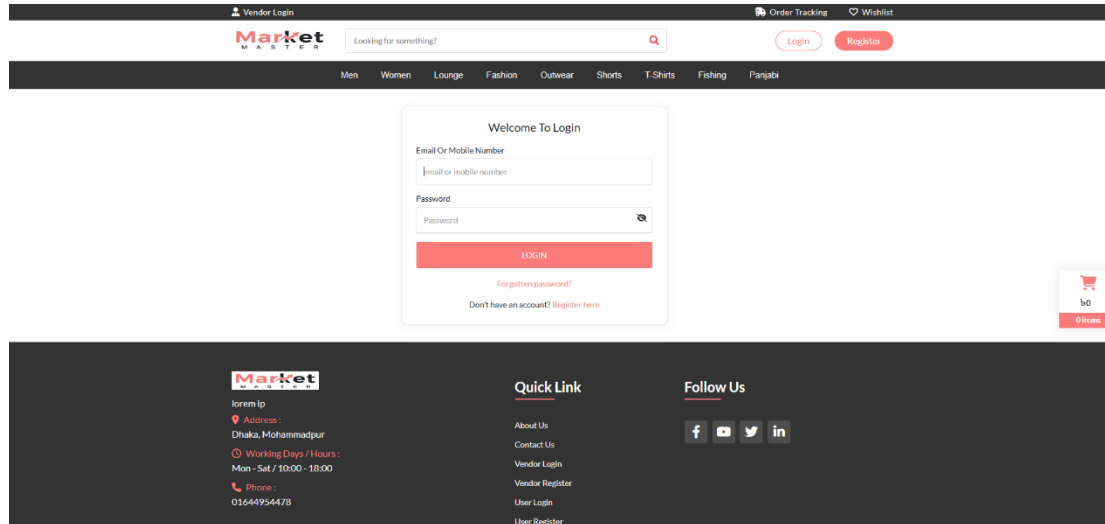 Vendor Login Order Tracking Wishlist
Market
MASTER
Looking for something?
Login Register
Men Women Lounge Fashion Outwear Shorts T-Shirts Fishing Panjabi
Welcome To Login
Email Or Mobile Number
email or mobile number
Password
Password
LOGIN
Forgotten password?
Don't have an account? Register here
৳0
0 items
Market
MASTER
lorem ip
Address :
Dhaka, Mohammadpur
Working Days / Hours :
Mon - Sat / 10:00 - 18:00
Phone :
01644954478
Quick Link
About Us
Contact Us
Vendor Login
Vendor Register
User Login
User Register
Follow Us